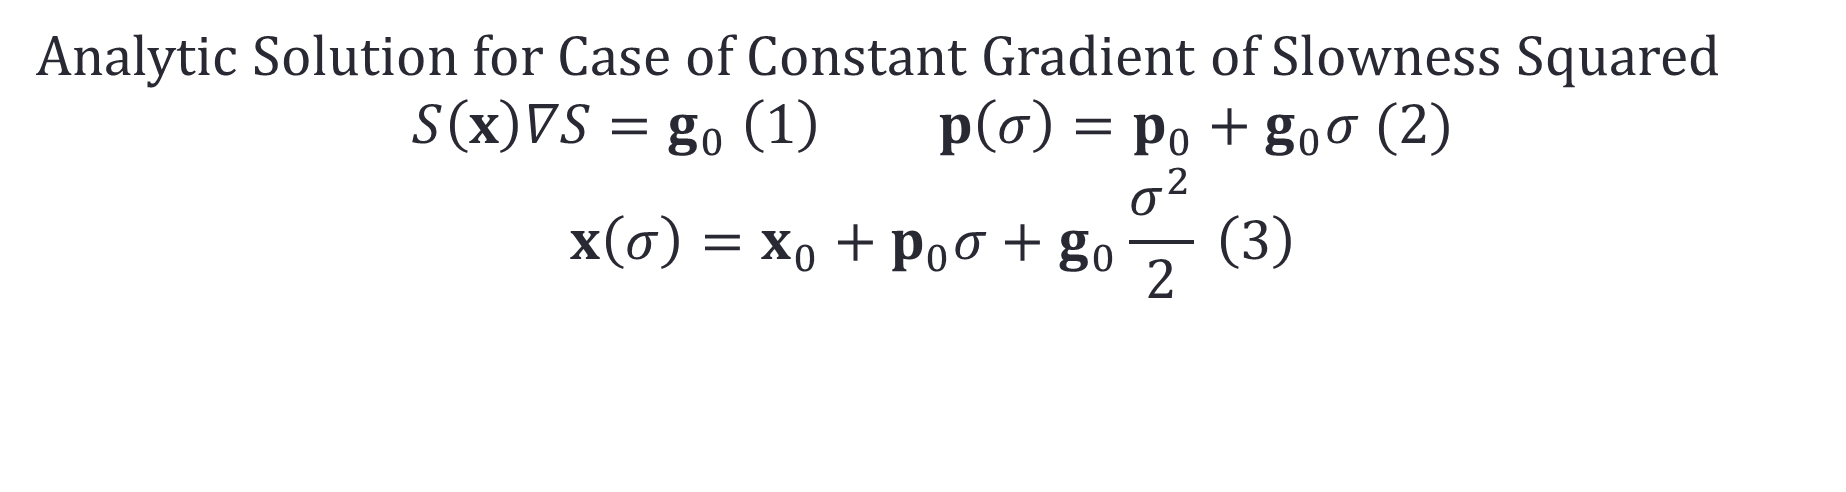 Analytic Solution for Case of Constant Gradient of Slowness Squared
S(𝐱)∇S = 𝐠₀ (1) 𝐩(σ) = 𝐩₀ + 𝐠₀σ (2)
𝐱(σ) = 𝐱₀ + 𝐩₀σ + 𝐠₀ σ²/2 (3)